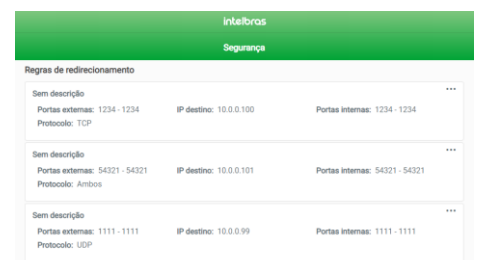 intelbras
Segurança
Regras de redirecionamento
Sem descrição
Portas externas: 1234 - 1234 IP destino: 10.0.0.100 Portas internas: 1234 - 1234
Protocolo: TCP
Sem descrição
Portas externas: 54321 - 54321 IP destino: 10.0.0.101 Portas internas: 54321 - 54321
Protocolo: Ambos
Sem descrição
Portas externas: 1111 - 1111 IP destino: 10.0.0.99 Portas internas: 1111 - 1111
Protocolo: UDP